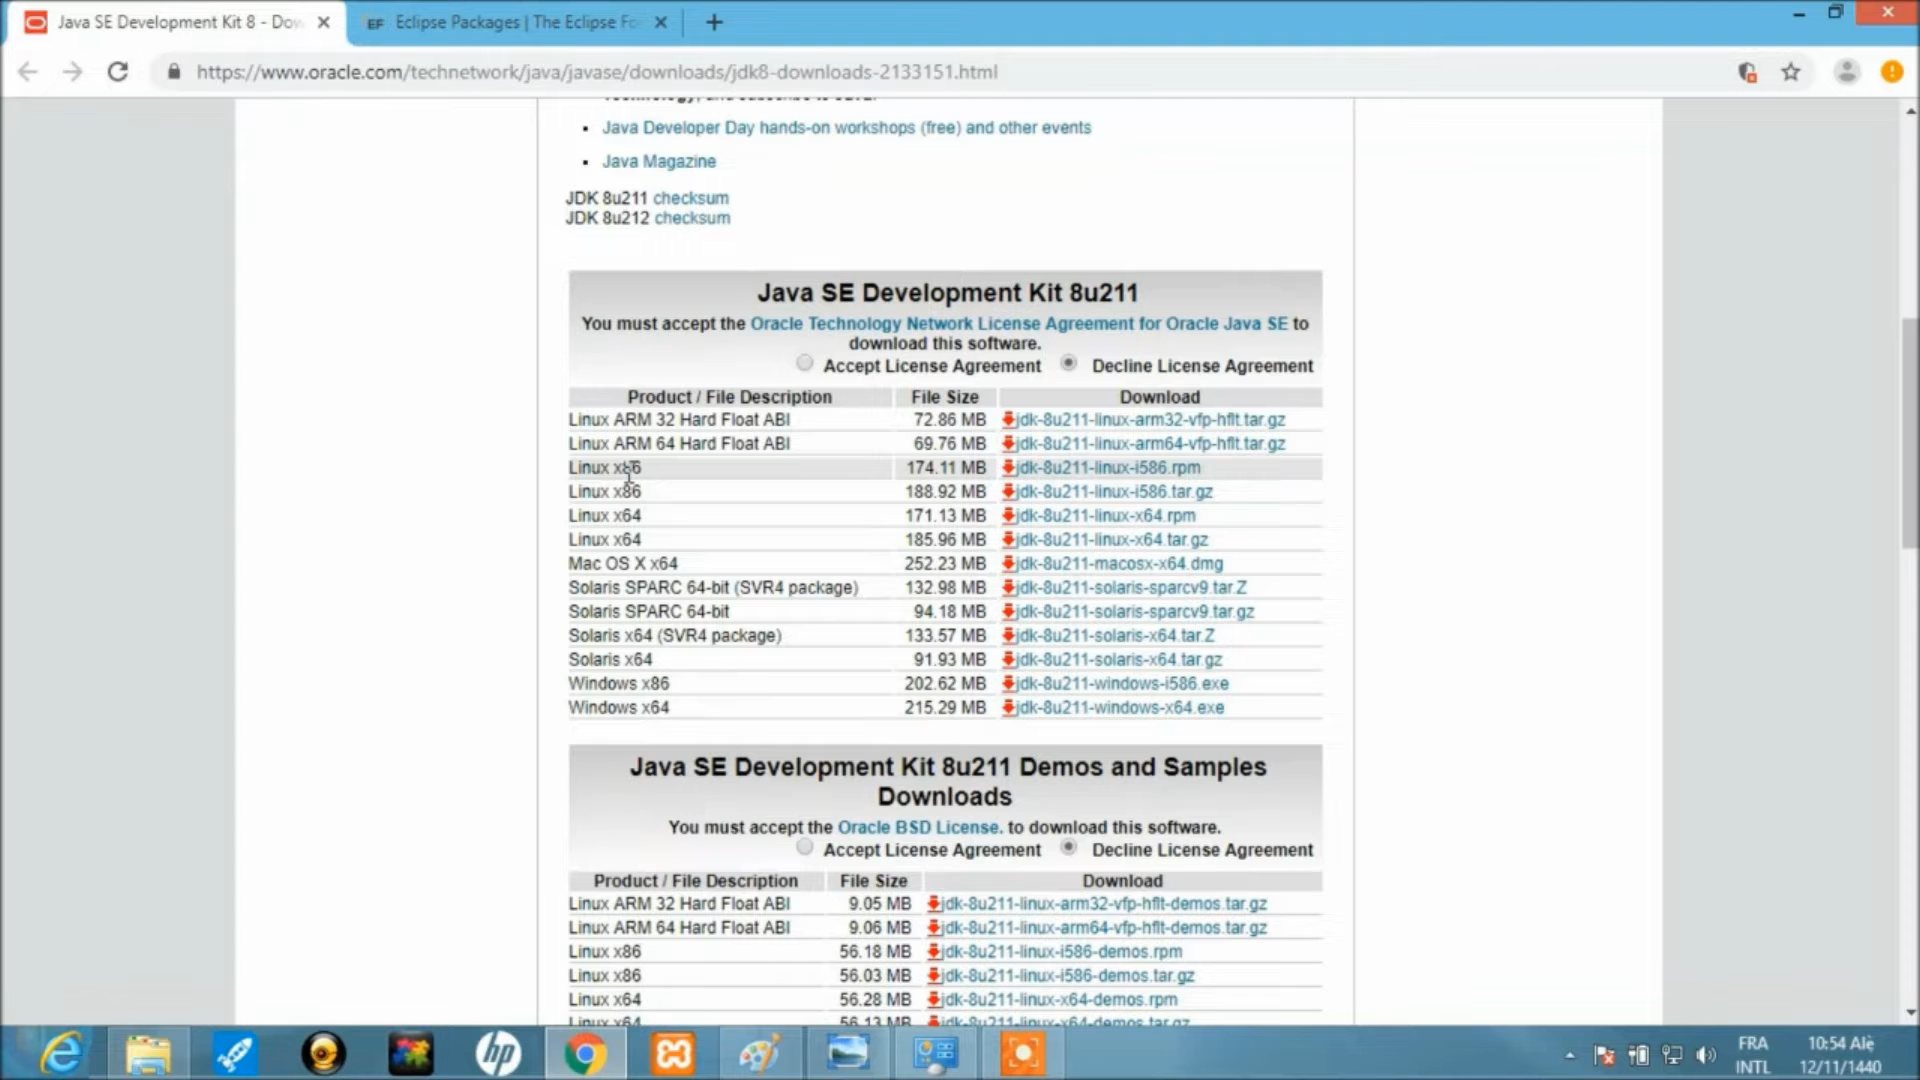 Java SE Development Kit 8 - Dow
EF Eclipse Packages | The Eclipse Fo
https://www.oracle.com/technetwork/java/javase/downloads/jdk8-downloads-2133151.html
Java Developer Day hands-on workshops (free) and other events
Java Magazine
JDK 8u211 checksum
JDK 8u212 checksum
Java SE Development Kit 8u211
You must accept the Oracle Technology Network License Agreement for Oracle Java SE to
download this software.
Accept License Agreement Decline License Agreement
Product / File Description File Size Download
Linux ARM 32 Hard Float ABI 72.86 MB jdk-8u211-linux-arm32-vfp-hflt.tar.gz
Linux ARM 64 Hard Float ABI 69.76 MB jdk-8u211-linux-arm64-vfp-hflt.tar.gz
Linux x86 174.11 MB jdk-8u211-linux-i586.rpm
Linux x86 188.92 MB jdk-8u211-linux-i586.tar.gz
Linux x64 171.13 MB jdk-8u211-linux-x64.rpm
Linux x64 185.96 MB jdk-8u211-linux-x64.tar.gz
Mac OS X x64 252.23 MB jdk-8u211-macosx-x64.dmg
Solaris SPARC 64-bit (SVR4 package) 132.98 MB jdk-8u211-solaris-sparcv9.tar.Z
Solaris SPARC 64-bit 94.18 MB jdk-8u211-solaris-sparcv9.tar.gz
Solaris x64 (SVR4 package) 133.57 MB jdk-8u211-solaris-x64.tar.Z
Solaris x64 91.93 MB jdk-8u211-solaris-x64.tar.gz
Windows x86 202.62 MB jdk-8u211-windows-i586.exe
Windows x64 215.29 MB jdk-8u211-windows-x64.exe
Java SE Development Kit 8u211 Demos and Samples
Downloads
You must accept the Oracle BSD License. to download this software.
Accept License Agreement Decline License Agreement
Product / File Description File Size Download
Linux ARM 32 Hard Float ABI 9.05 MB jdk-8u211-linux-arm32-vfp-hflt-demos.tar.gz
Linux ARM 64 Hard Float ABI 9.06 MB jdk-8u211-linux-arm64-vfp-hflt-demos.tar.gz
Linux x86 56.18 MB jdk-8u211-linux-i586-demos.rpm
Linux x86 56.03 MB jdk-8u211-linux-i586-demos.tar.gz
Linux x64 56.28 MB jdk-8u211-linux-x64-demos.rpm
Linux x64 56.13 MB jdk-8u211-linux-x64-demos.tar.gz
hp
FRA 10:54 Alè
INTL 12/11/1440